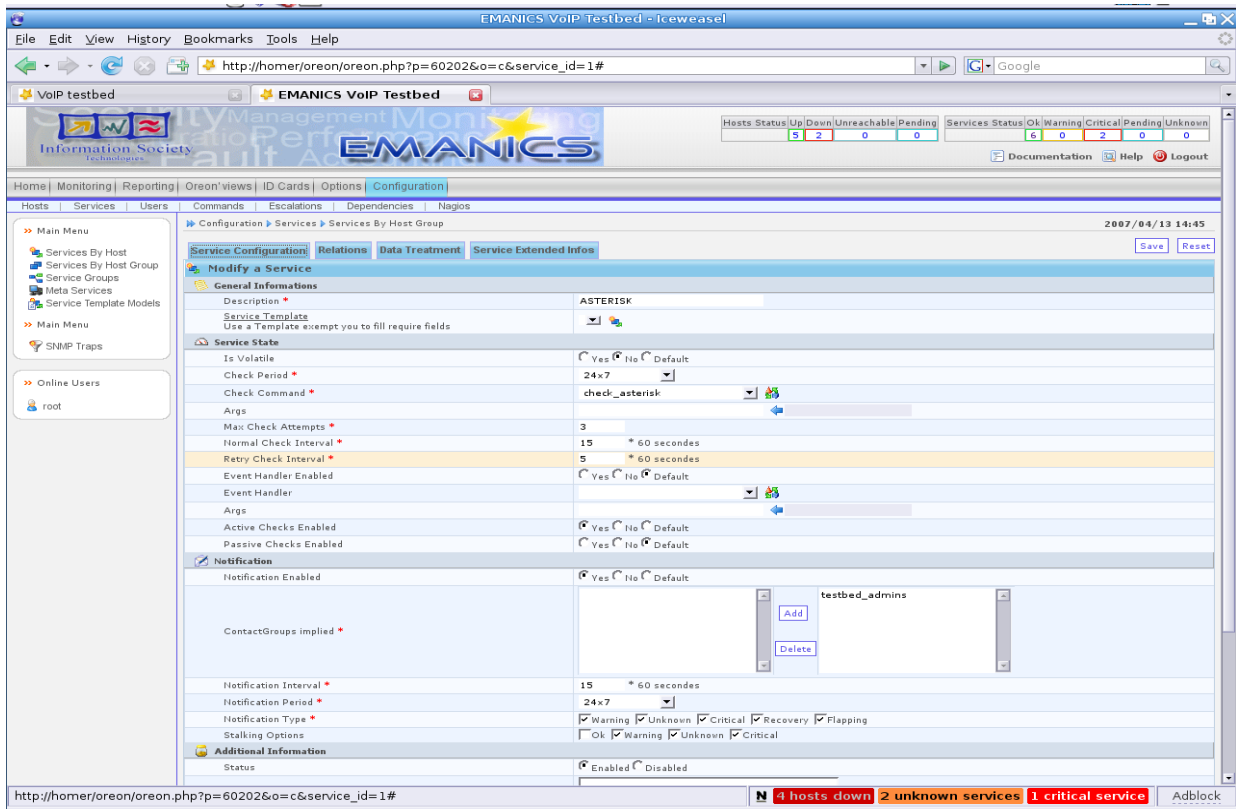 EMANICS VoIP Testbed - Iceweasel
File Edit View History Bookmarks Tools Help
http://homer/oreon/oreon.php?p=60202&o=c&service_id=1#
G Google
VoIP testbed
EMANICS VoIP Testbed
Information Society
Technologies
EMANICS
Hosts Status Up Down Unreachable Pending
5 2 0 0
Services Status Ok Warning Critical Pending Unknown
6 0 2 0 0
Documentation Help Logout
Home Monitoring Reporting Oreon'views ID Cards Options Configuration
Hosts | Services | Users | Commands | Escalations | Dependencies | Nagios
Main Menu
Services By Host
Services By Host Group
Service Groups
Meta Services
Service Template Models
Main Menu
SNMP Traps
Online Users
root
Configuration Services Services By Host Group
2007/04/13 14:45
Service Configuration Relations Data Treatment Service Extended Infos
Save Reset
Modify a Service
General Informations
Description * ASTERISK
Service Template
Use a Template exempt you to fill require fields
Service State
Is Volatile Yes No Default
Check Period * 24x7
Check Command * check_asterisk
Args
Max Check Attempts * 3
Normal Check Interval * 15 * 60 secondes
Retry Check Interval * 5 * 60 secondes
Event Handler Enabled Yes No Default
Event Handler
Args
Active Checks Enabled Yes No Default
Passive Checks Enabled Yes No Default
Notification
Notification Enabled Yes No Default
ContactGroups implied * Add Delete testbed_admins
Notification Interval * 15 * 60 secondes
Notification Period * 24x7
Notification Type * Warning Unknown Critical Recovery Flapping
Stalking Options Ok Warning Unknown Critical
Additional Information
Status Enabled Disabled
http://homer/oreon/oreon.php?p=60202&o=c&service_id=1#
N 4 hosts down 2 unknown services 1 critical service Adblock